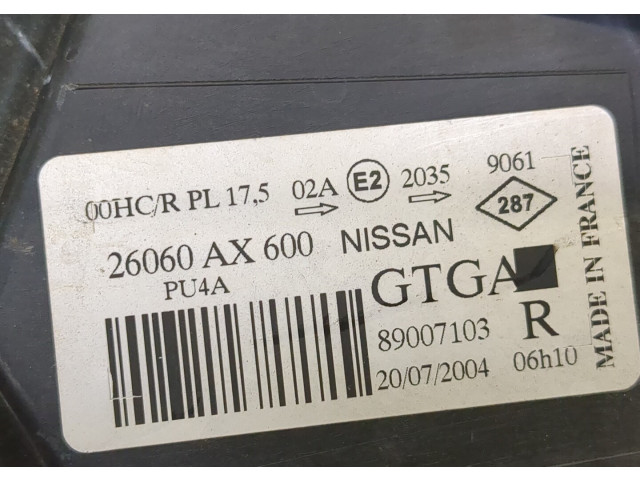 00HC/R PL 17,5 02A E2 2035 9061
287
26060 AX 600 NISSAN
PU4A GTGA
89007103 R
20/07/2004 06h10
MADE IN FRANCE